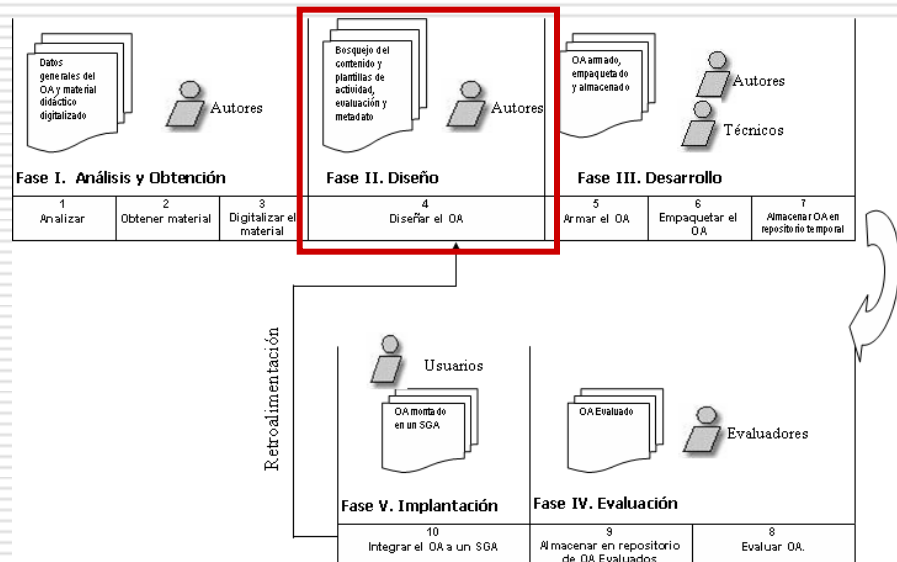 Datos
generales del
OA y material
didáctico
digitalizado
Autores
Fase I. Análisis y Obtención
1
Analizar
2
Obtener material
3
Digitalizar el
material
Bosquejo del
contenido y
plantillas de
actividad,
evaluación y
metadato
Autores
Fase II. Diseño
4
Diseñar el OA
OA armado,
empaquetado
y almacenado
Autores
Técnicos
Fase III. Desarrollo
5
Armar el OA
6
Empaquetar el
OA
7
Almacenar OA en
repositorio temporal
Retroalimentación
Usuarios
OA montado
en un SGA
Fase V. Implantación
10
Integrar el OA a un SGA
OA Evaluado
Evaluadores
Fase IV. Evaluación
9
Almacenar en repositorio
de OA Evaluados
8
Evaluar OA.